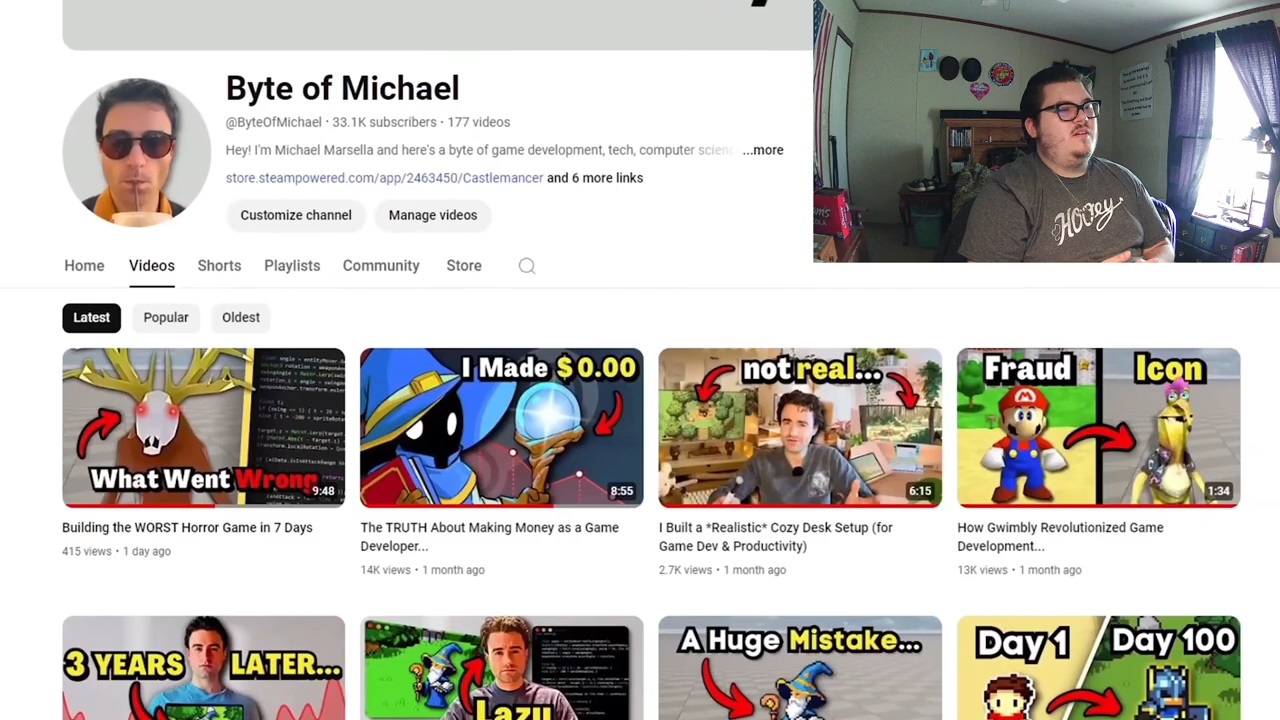 Byte of Michael
@ByteOfMichael · 33.1K subscribers · 177 videos
Hey! I'm Michael Marsella and here's a byte of game development, tech, computer scienc ...more
store.steampowered.com/app/2463450/Castlemancer and 6 more links
Customize channel Manage videos
HOCKEY
Home Videos Shorts Playlists Community Store
Latest Popular Oldest
What Went Wrong
9:48
I Made $0.00
8:55
not real...
6:15
Fraud Icon
1:34
Building the WORST Horror Game in 7 Days
415 views · 1 day ago
The TRUTH About Making Money as a Game
Developer...
14K views · 1 month ago
I Built a *Realistic* Cozy Desk Setup (for
Game Dev & Productivity)
2.7K views · 1 month ago
How Gwimbly Revolutionized Game
Development...
13K views · 1 month ago
3 YEARS LATER...
Lazy
A Huge Mistake...
Day 1 Day 100